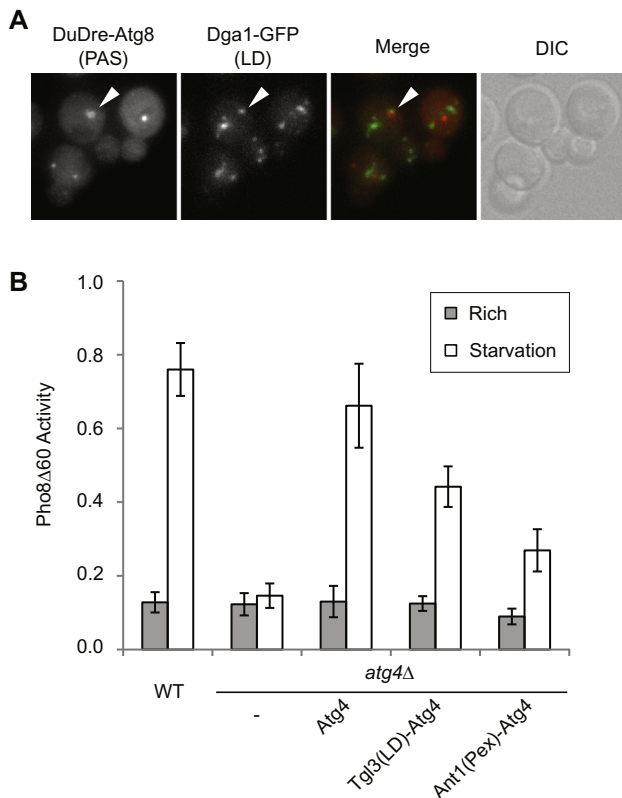 A
DuDre-Atg8
(PAS)
Dga1-GFP
(LD)
Merge
DIC
B
Pho8Δ60 Activity
1.0
0.8
0.6
0.4
0.2
0.0
Rich
Starvation
WT
atg4Δ
-
Atg4
Tgl3(LD)-Atg4
Ant1(Pex)-Atg4